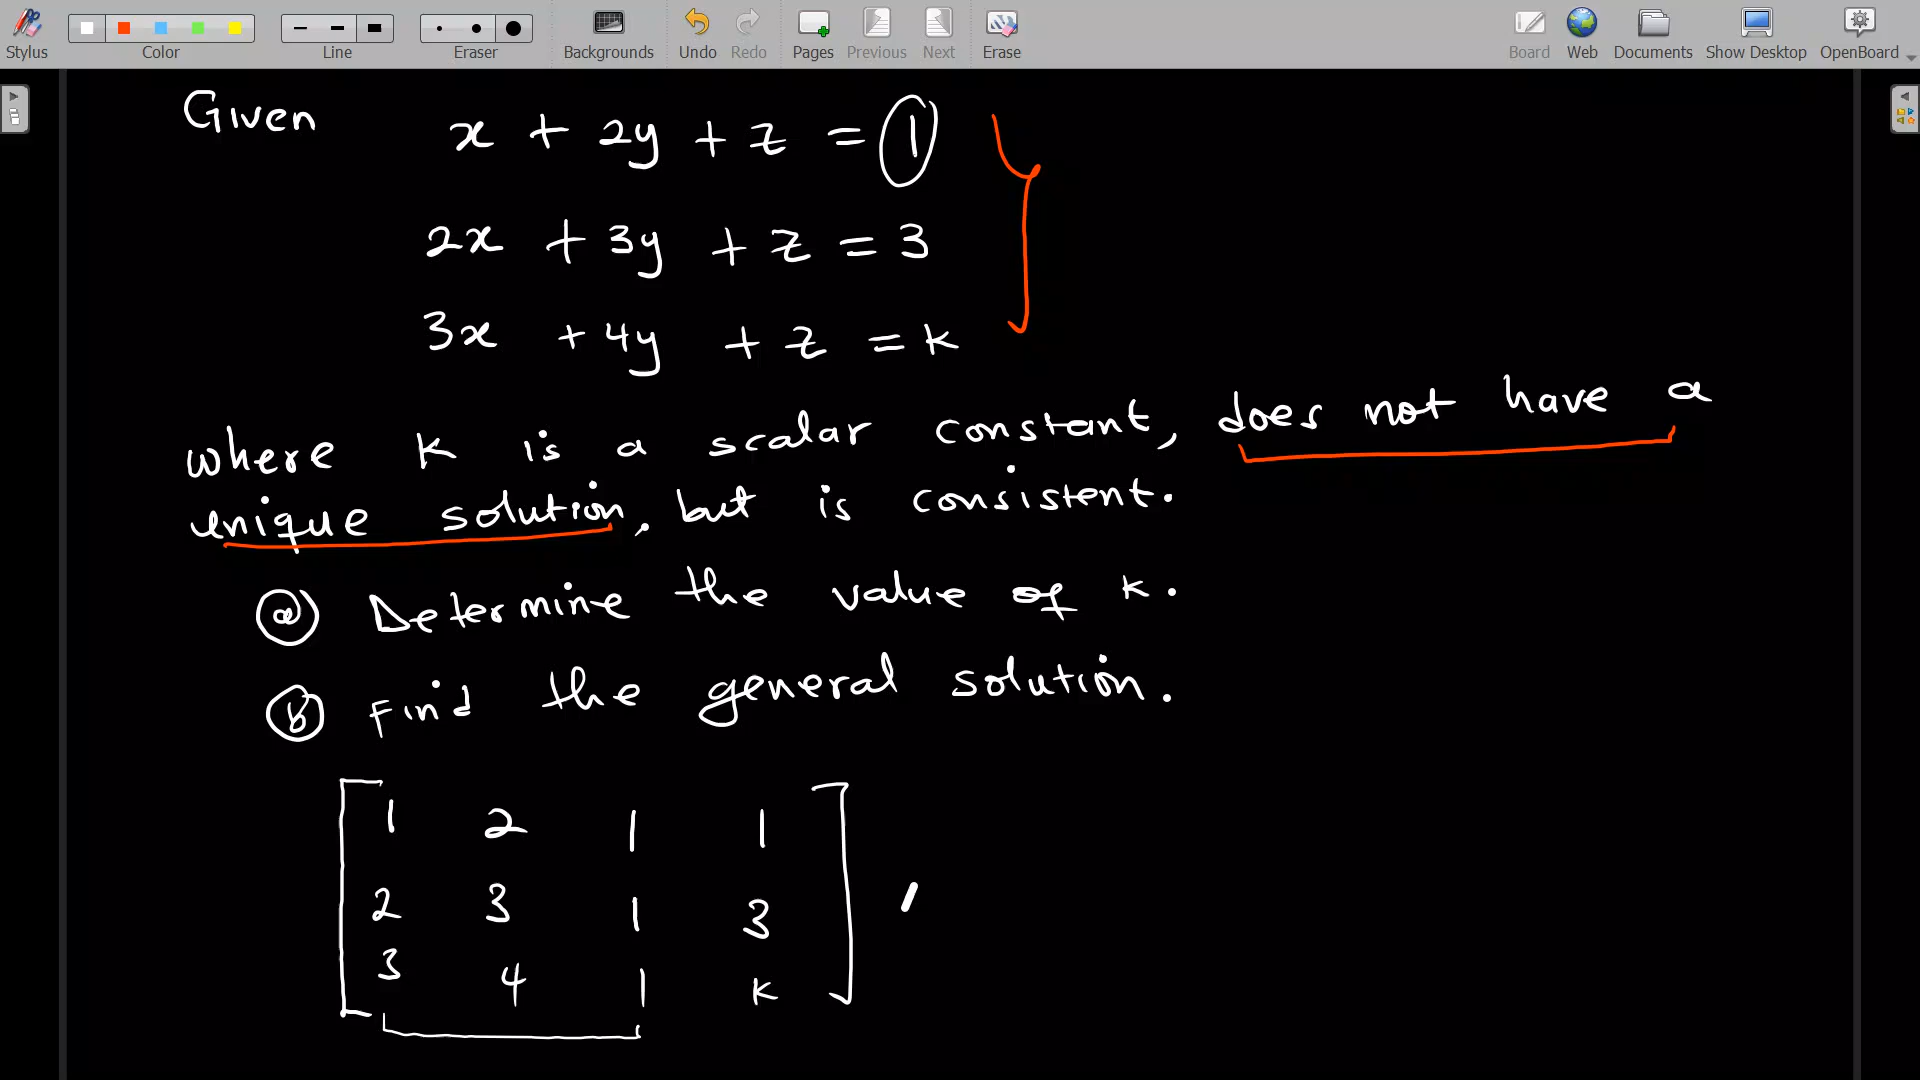 Stylus Color Line Eraser Backgrounds Undo Redo Pages Previous Next Erase Board Web Documents Show Desktop OpenBoard
Given x + 2y + z = 1
2x + 3y + z = 3
3x + 4y + z = k
where k is a scalar constant, does not have a
unique solution, but is consistent.
(a) Determine the value of k.
(b) Find the general solution.
1 2 1 1
2 3 1 3
3 4 1 k